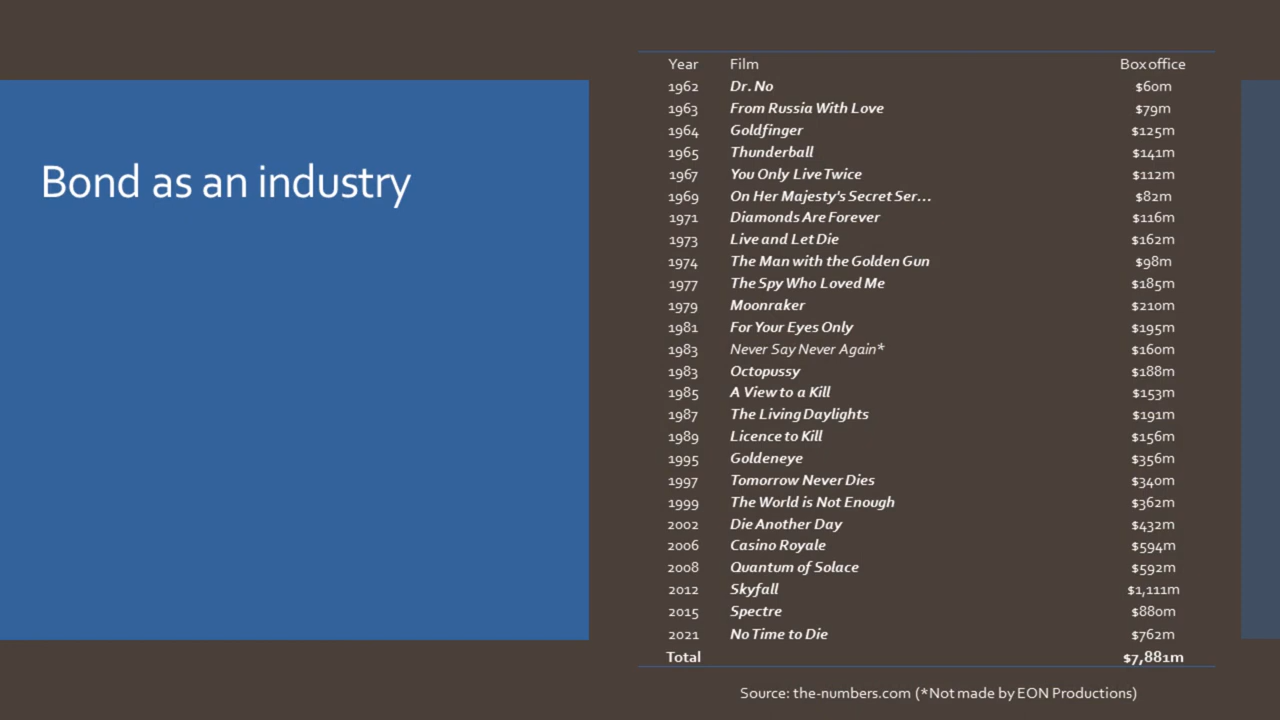 Bond as an industry
Year Film Box office
1962 Dr. No $60m
1963 From Russia With Love $79m
1964 Goldfinger $125m
1965 Thunderball $141m
1967 You Only Live Twice $112m
1969 On Her Majesty's Secret Ser... $82m
1971 Diamonds Are Forever $116m
1973 Live and Let Die $162m
1974 The Man with the Golden Gun $98m
1977 The Spy Who Loved Me $185m
1979 Moonraker $210m
1981 For Your Eyes Only $195m
1983 Never Say Never Again* $160m
1983 Octopussy $188m
1985 A View to a Kill $153m
1987 The Living Daylights $191m
1989 Licence to Kill $156m
1995 Goldeneye $356m
1997 Tomorrow Never Dies $340m
1999 The World is Not Enough $362m
2002 Die Another Day $432m
2006 Casino Royale $594m
2008 Quantum of Solace $592m
2012 Skyfall $1,111m
2015 Spectre $880m
2021 No Time to Die $762m
Total $7,881m
Source: the-numbers.com (*Not made by EON Productions)